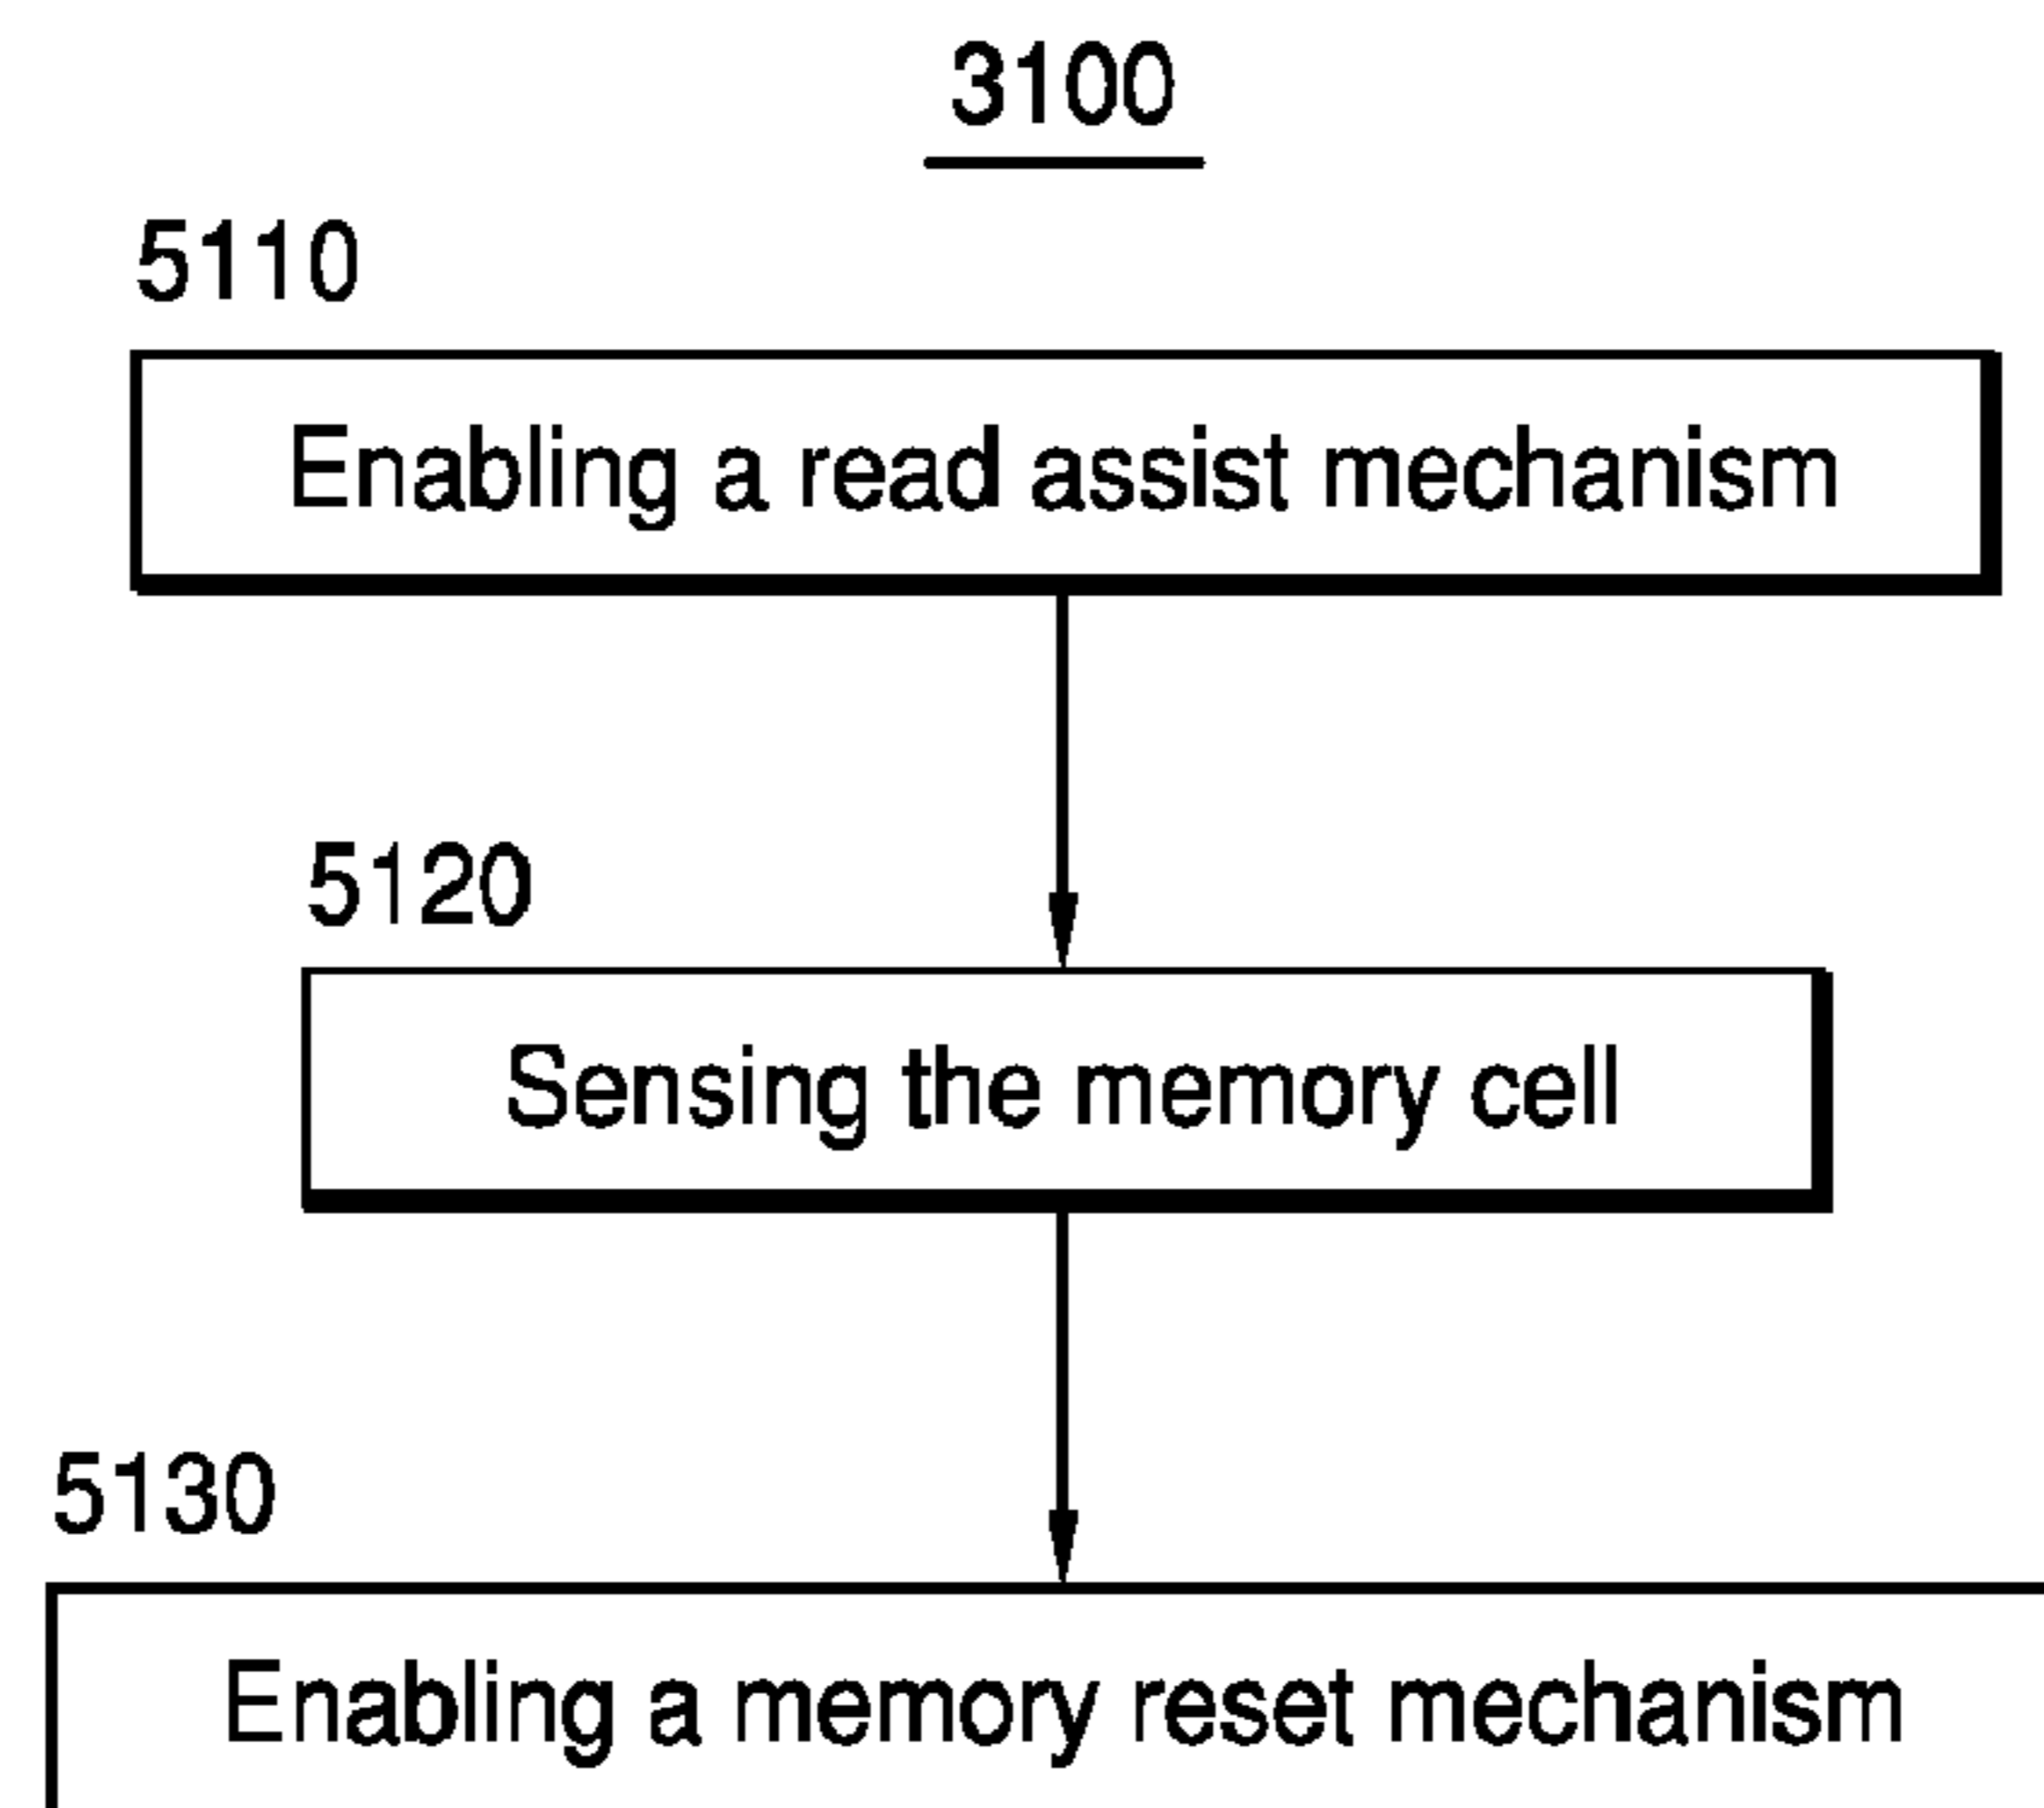 3100
5110
Enabling a read assist mechanism
5120
Sensing the memory cell
5130
Enabling a memory reset mechanism